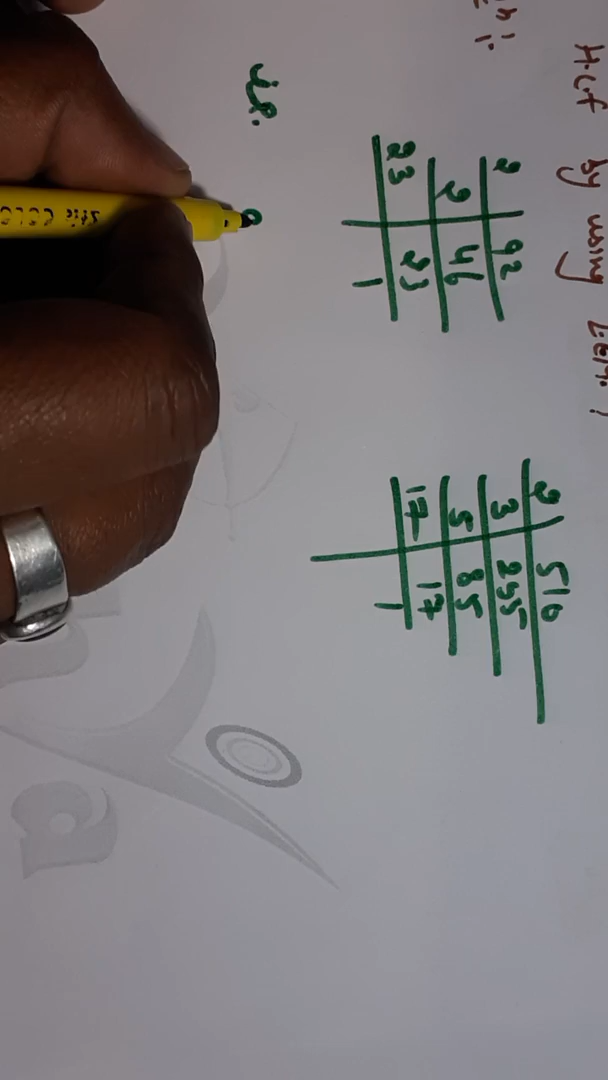 H.C.F by using
2 92 2 510
2 46 3 255
23 23 5 85
1 17 17
1
i.e.